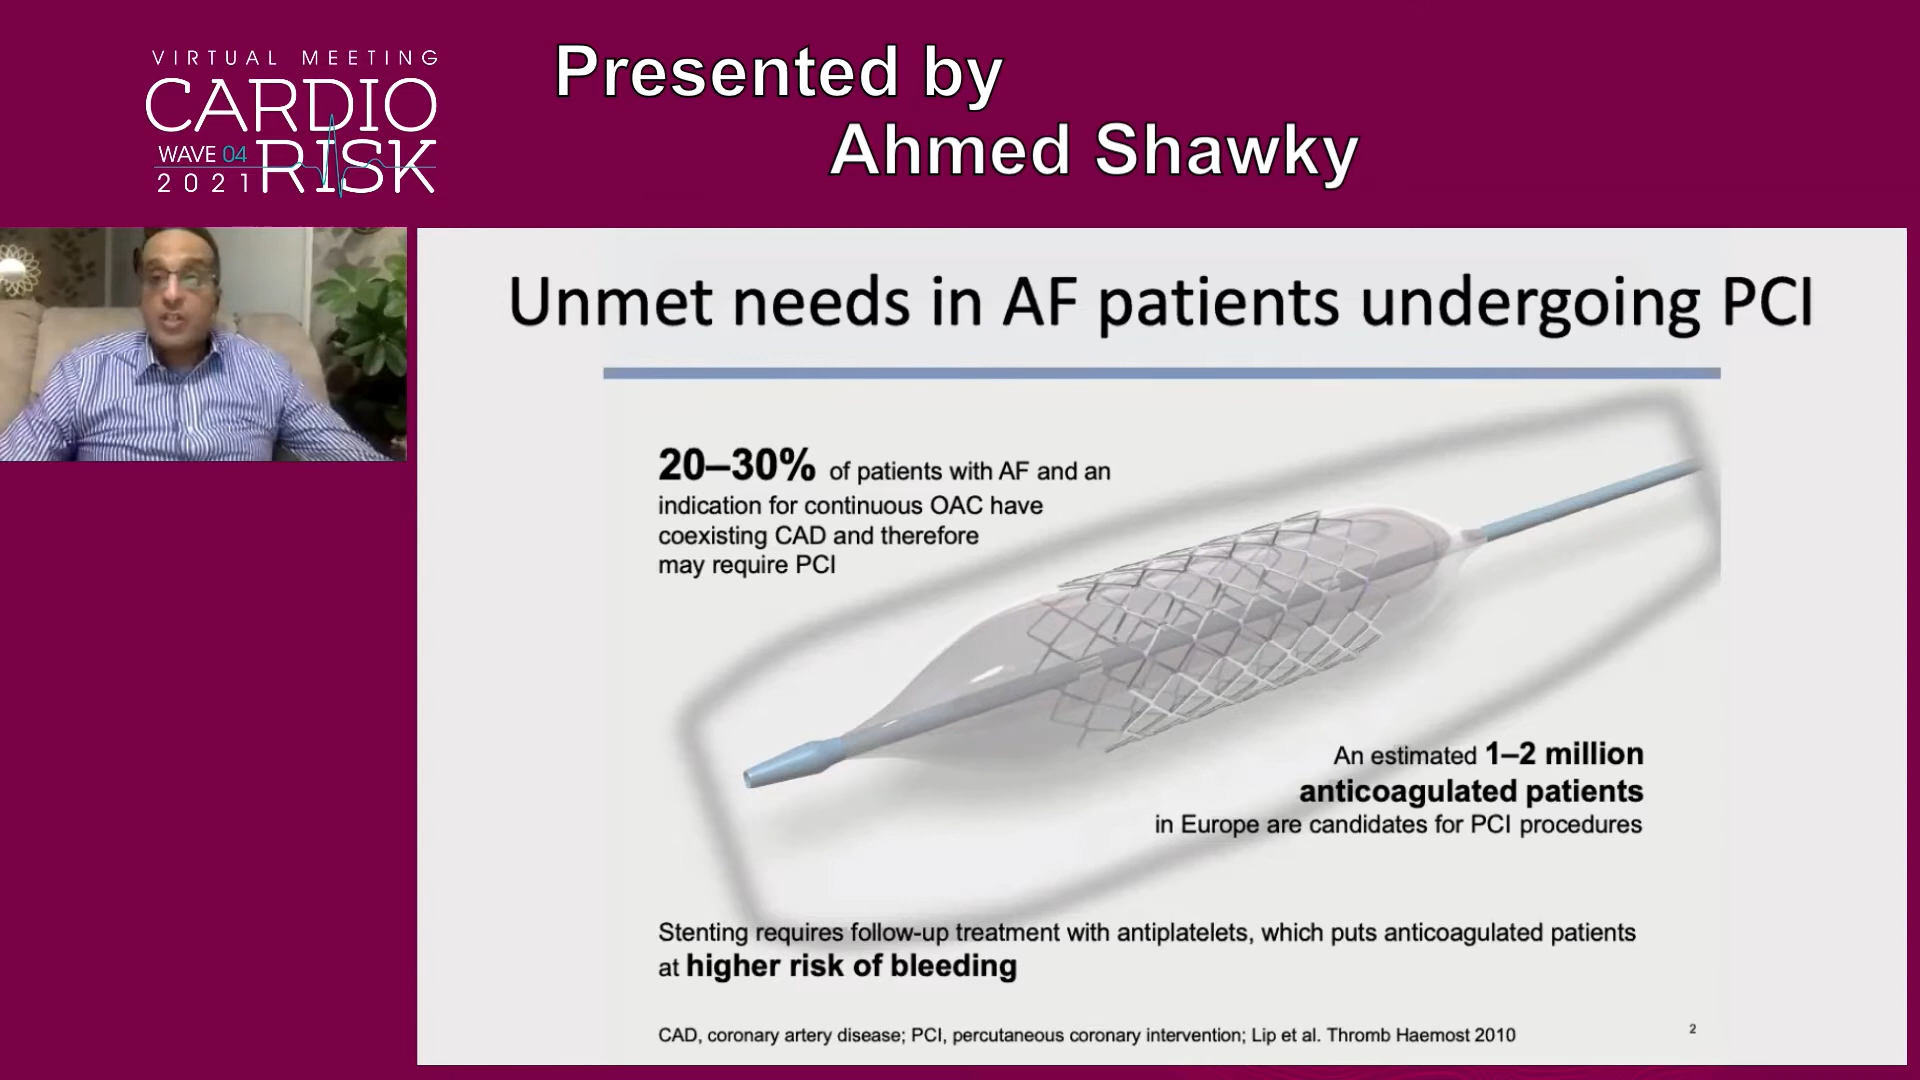 VIRTUAL MEETING
CARDIO
WAVE 04 RISK
2021
Presented by
Ahmed Shawky
Unmet needs in AF patients undergoing PCI
20–30% of patients with AF and an
indication for continuous OAC have
coexisting CAD and therefore
may require PCI
An estimated 1–2 million
anticoagulated patients
in Europe are candidates for PCI procedures
Stenting requires follow-up treatment with antiplatelets, which puts anticoagulated patients
at higher risk of bleeding
CAD, coronary artery disease; PCI, percutaneous coronary intervention; Lip et al. Thromb Haemost 2010
2